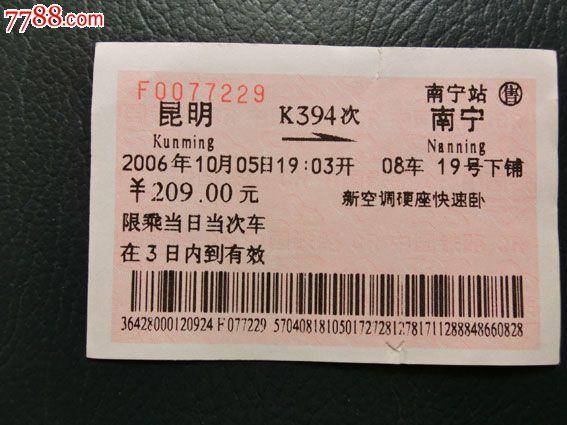 7788.com
F0077229
南宁站 售
昆明 K394次 南宁
Kunming Nanning
2006年10月05日19:03开 08车 19号下铺
￥209.00元 新空调硬座快速卧
限乘当日当次车
在3日内到有效
36428000120924 F077229 57040818105017272812781711288848660828